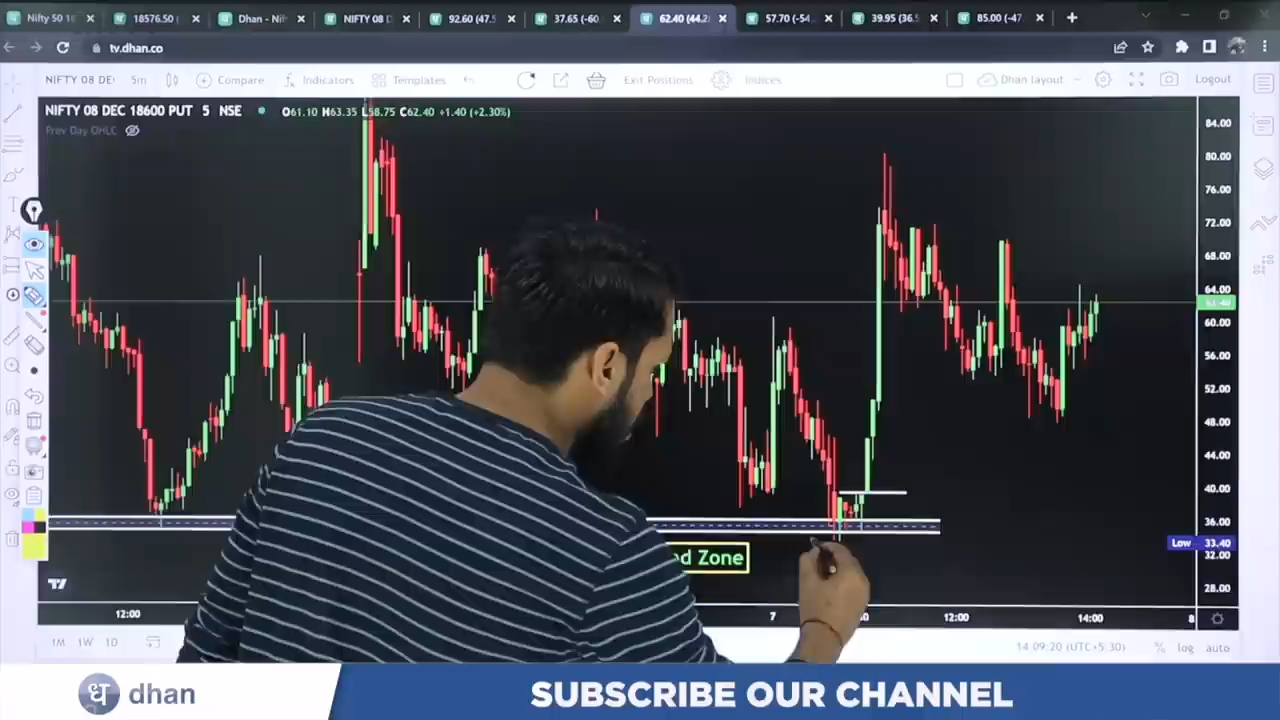 Nifty 50 18
18576.50 (
Dhan - Nif
NIFTY 08 D
92.60 (47.5
37.65 (-60
62.40 (44.2
57.70 (-54.
39.95 (36.5
85.00 (-47
tv.dhan.co
NIFTY 08 DE
5m
Compare
Indicators
Templates
Exit Positions
Indices
Dhan layout
Logout
NIFTY 08 DEC 18600 PUT 5 NSE
O61.10 H63.35 L58.75 C62.40 +1.40 (+2.30%)
Prev Day OHLC
84.00
80.00
76.00
72.00
68.00
64.00
62.40
60.00
56.00
52.00
48.00
44.00
40.00
36.00
Low 33.40
32.00
28.00
ed Zone
12:00
7
12:00
14:00
8
1M 1W 1D
14:09:20 (UTC+5:30)
% log auto
ध dhan
SUBSCRIBE OUR CHANNEL